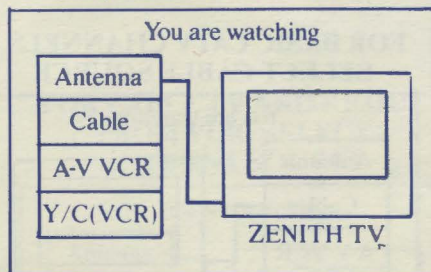 You are watching
Antenna
Cable
A-V VCR
Y/C(VCR)
ZENITH TV